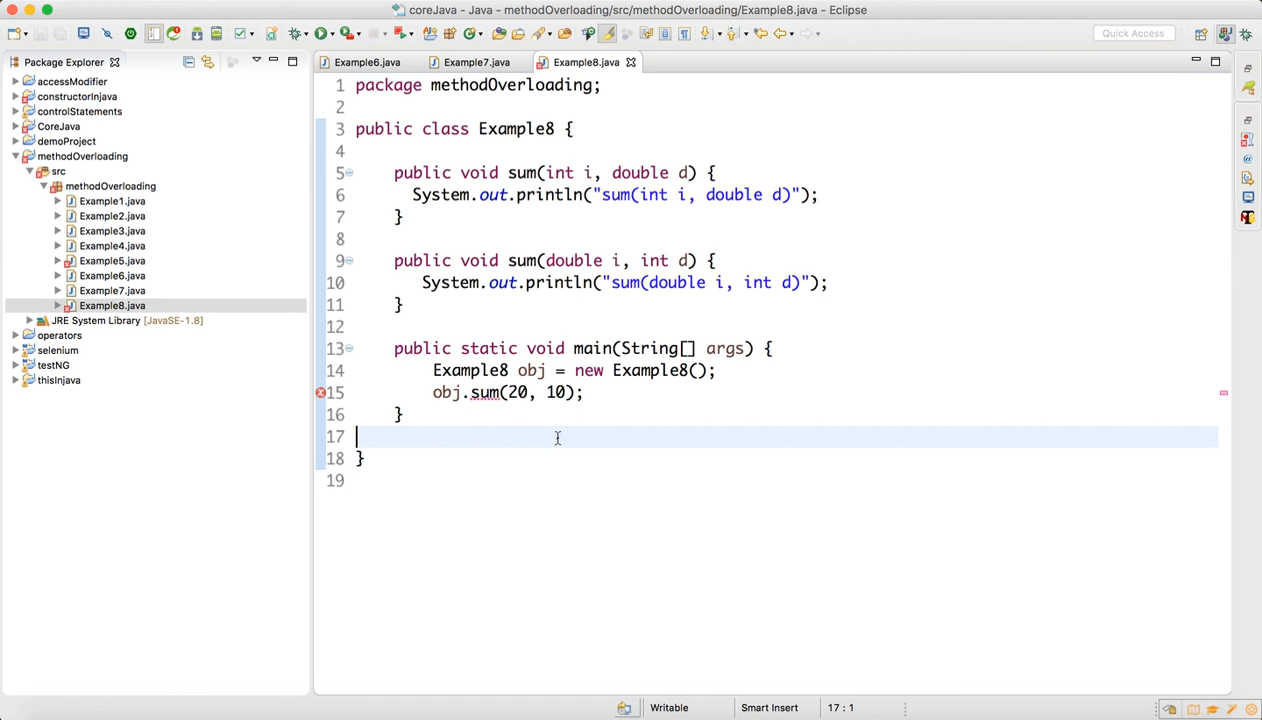 coreJava - methodOverloading/src/methodOverloading/Example8.java - Eclipse
Quick Access
Package Explorer
accessModifier
constructorInjava
controlStatements
CoreJava
demoProject
methodOverloading
src
methodOverloading
Example1.java
Example2.java
Example3.java
Example4.java
Example5.java
Example6.java
Example7.java
Example8.java
JRE System Library [JavaSE-1.8]
operators
selenium
testNG
thisInjava
Example6.java Example7.java Example8.java
1 package methodOverloading;
2
3 public class Example8 {
4
5 public void sum(int i, double d) {
6 System.out.println("sum(int i, double d)");
7 }
8
9 public void sum(double i, int d) {
10 System.out.println("sum(double i, int d)");
11 }
12
13 public static void main(String[] args) {
14 Example8 obj = new Example8();
15 obj.sum(20, 10);
16 }
17
18 }
19
Writable Smart Insert 17 : 1